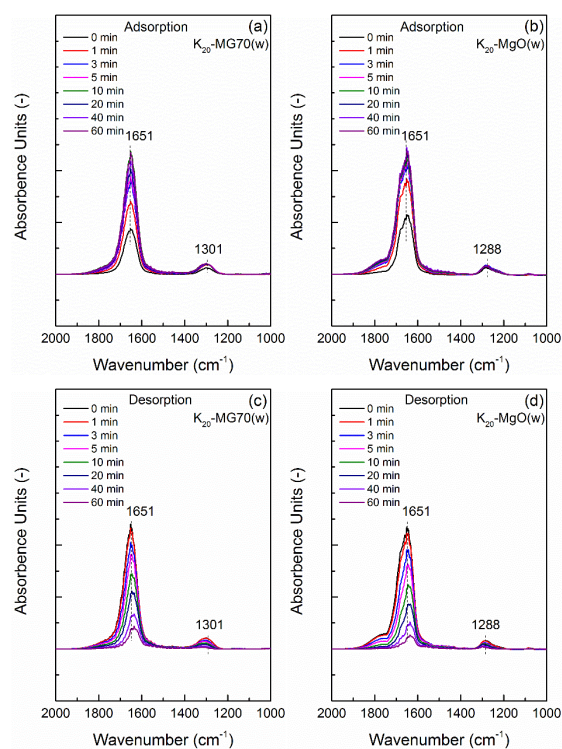 Adsorption (a)
K20-MG70(w)
0 min
1 min
3 min
5 min
10 min
20 min
40 min
60 min
1651
1301
Absorbence Units (-)
2000 1800 1600 1400 1200 1000
Wavenumber (cm-1)
Adsorption (b)
K20-MgO(w)
0 min
1 min
3 min
5 min
10 min
20 min
40 min
60 min
1651
1288
Absorbence Units (-)
2000 1800 1600 1400 1200 1000
Wavenumber (cm-1)
Desorption (c)
K20-MG70(w)
0 min
1 min
3 min
5 min
10 min
20 min
40 min
60 min
1651
1301
Absorbence Units (-)
2000 1800 1600 1400 1200 1000
Wavenumber (cm-1)
Desorption (d)
K20-MgO(w)
0 min
1 min
3 min
5 min
10 min
20 min
40 min
60 min
1651
1288
Absorbence Units (-)
2000 1800 1600 1400 1200 1000
Wavenumber (cm-1)